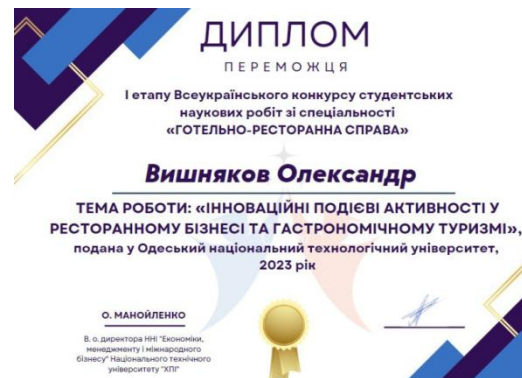 ДИПЛОМ
ПЕРЕМОЖЦЯ
І етапу Всеукраїнського конкурсу студентських
наукових робіт зі спеціальності
«ГОТЕЛЬНО-РЕСТОРАННА СПРАВА»
Вишняков Олександр
ТЕМА РОБОТИ: «ІННОВАЦІЙНІ ПОДІЄВІ АКТИВНОСТІ У
РЕСТОРАННОМУ БІЗНЕСІ ТА ГАСТРОНОМІЧНОМУ ТУРИЗМІ»,
подана у Одеський національний технологічний університет,
2023 рік
О. МАНОЙЛЕНКО
В. о. директора ННІ "Економіки,
менеджменту і міжнародного
бізнесу" Національного технічного
університету "ХПІ"